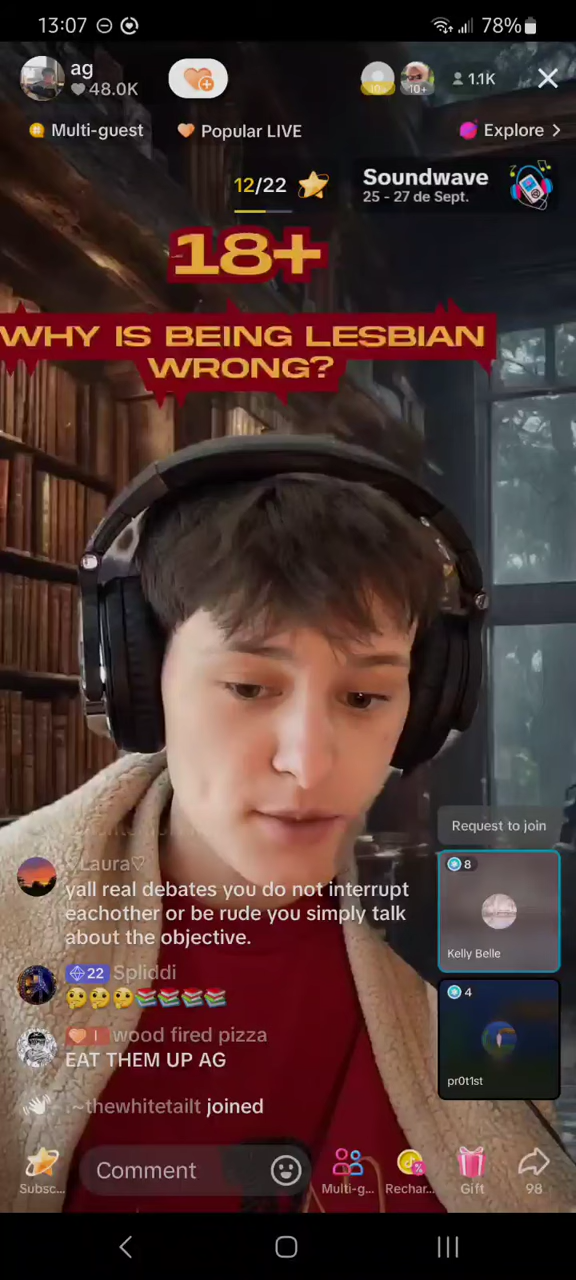 13:07
78%
ag
48.0K
10+
10+
1.1K
Multi-guest
Popular LIVE
Explore >
12/22
Soundwave
25 - 27 de Sept.
18+
WHY IS BEING LESBIAN
WRONG?
Request to join
8
♡Laura♡
yall real debates you do not interrupt
eachother or be rude you simply talk
about the objective.
Kelly Belle
22 Spliddi
🤔🤔🤔📚📚📚📚
4
I wood fired pizza
EAT THEM UP AG
pr0t1st
~thewhitetailt joined
Comment
Subsc...
Multi-g...
Rechar...
Gift
98